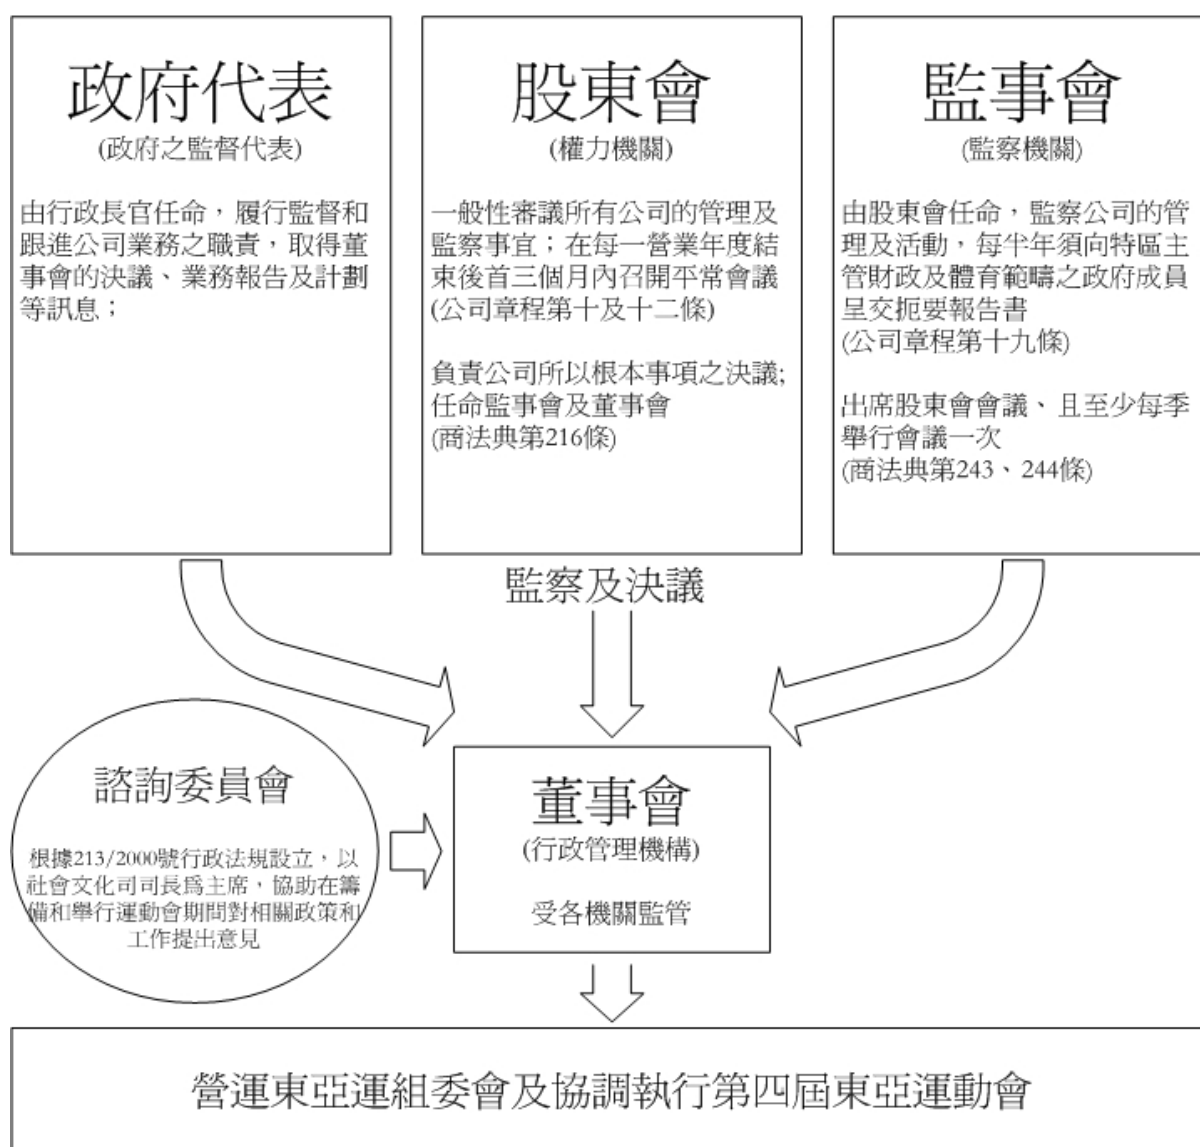 政府代表
(政府之監督代表)
由行政長官任命，履行監督和
跟進公司業務之職責，取得董
事會的決議、業務報告及計劃
等訊息；
股東會
(權力機關)
一般性審議所有公司的管理及
監察事宜；在每一營業年度結
束後首三個月內召開平常會議
(公司章程第十及十二條)
負責公司所以根本事項之決議;
任命監事會及董事會
(商法典第216條)
監事會
(監察機關)
由股東會任命，監察公司的管
理及活動，每半年須向特區主
管財政及體育範疇之政府成員
呈交扼要報告書
(公司章程第十九條)
出席股東會會議、且至少每季
舉行會議一次
(商法典第243、244條)
監察及決議
諮詢委員會
根據213/2000號行政法規設立，以
社會文化司司長為主席，協助在籌
備和舉行運動會期間對相關政策和
工作提出意見
董事會
(行政管理機構)
受各機關監管
營運東亞運組委會及協調執行第四屆東亞運動會